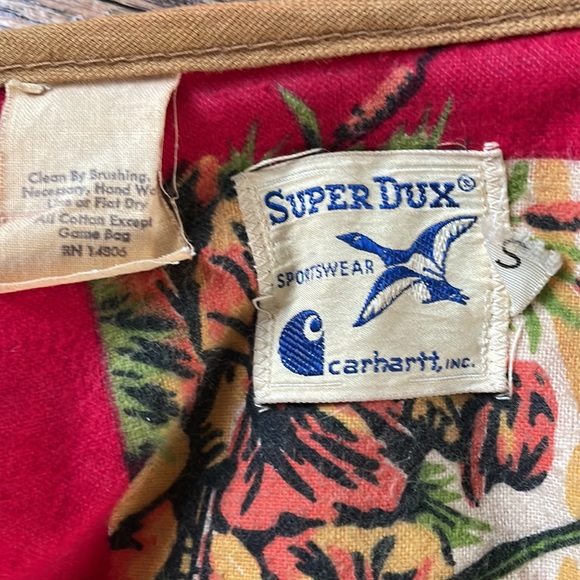 Clean By Brushing.
Necessary, Hand
Line or Flat Dry
All Cotton Except
Game Bag
RN 14806
SUPER DUX®
SPORTSWEAR
carhartt, INC.
S